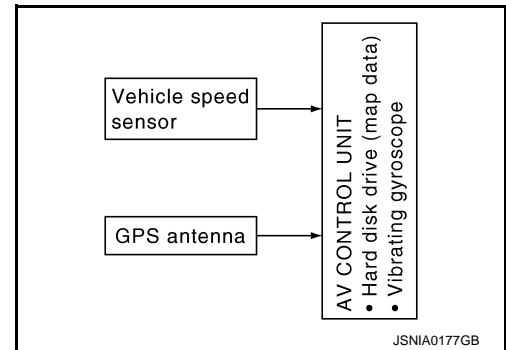 Vehicle speed
sensor
GPS antenna
AV CONTROL UNIT
• Hard disk drive (map data)
• Vibrating gyroscope
JSNIA0177GB